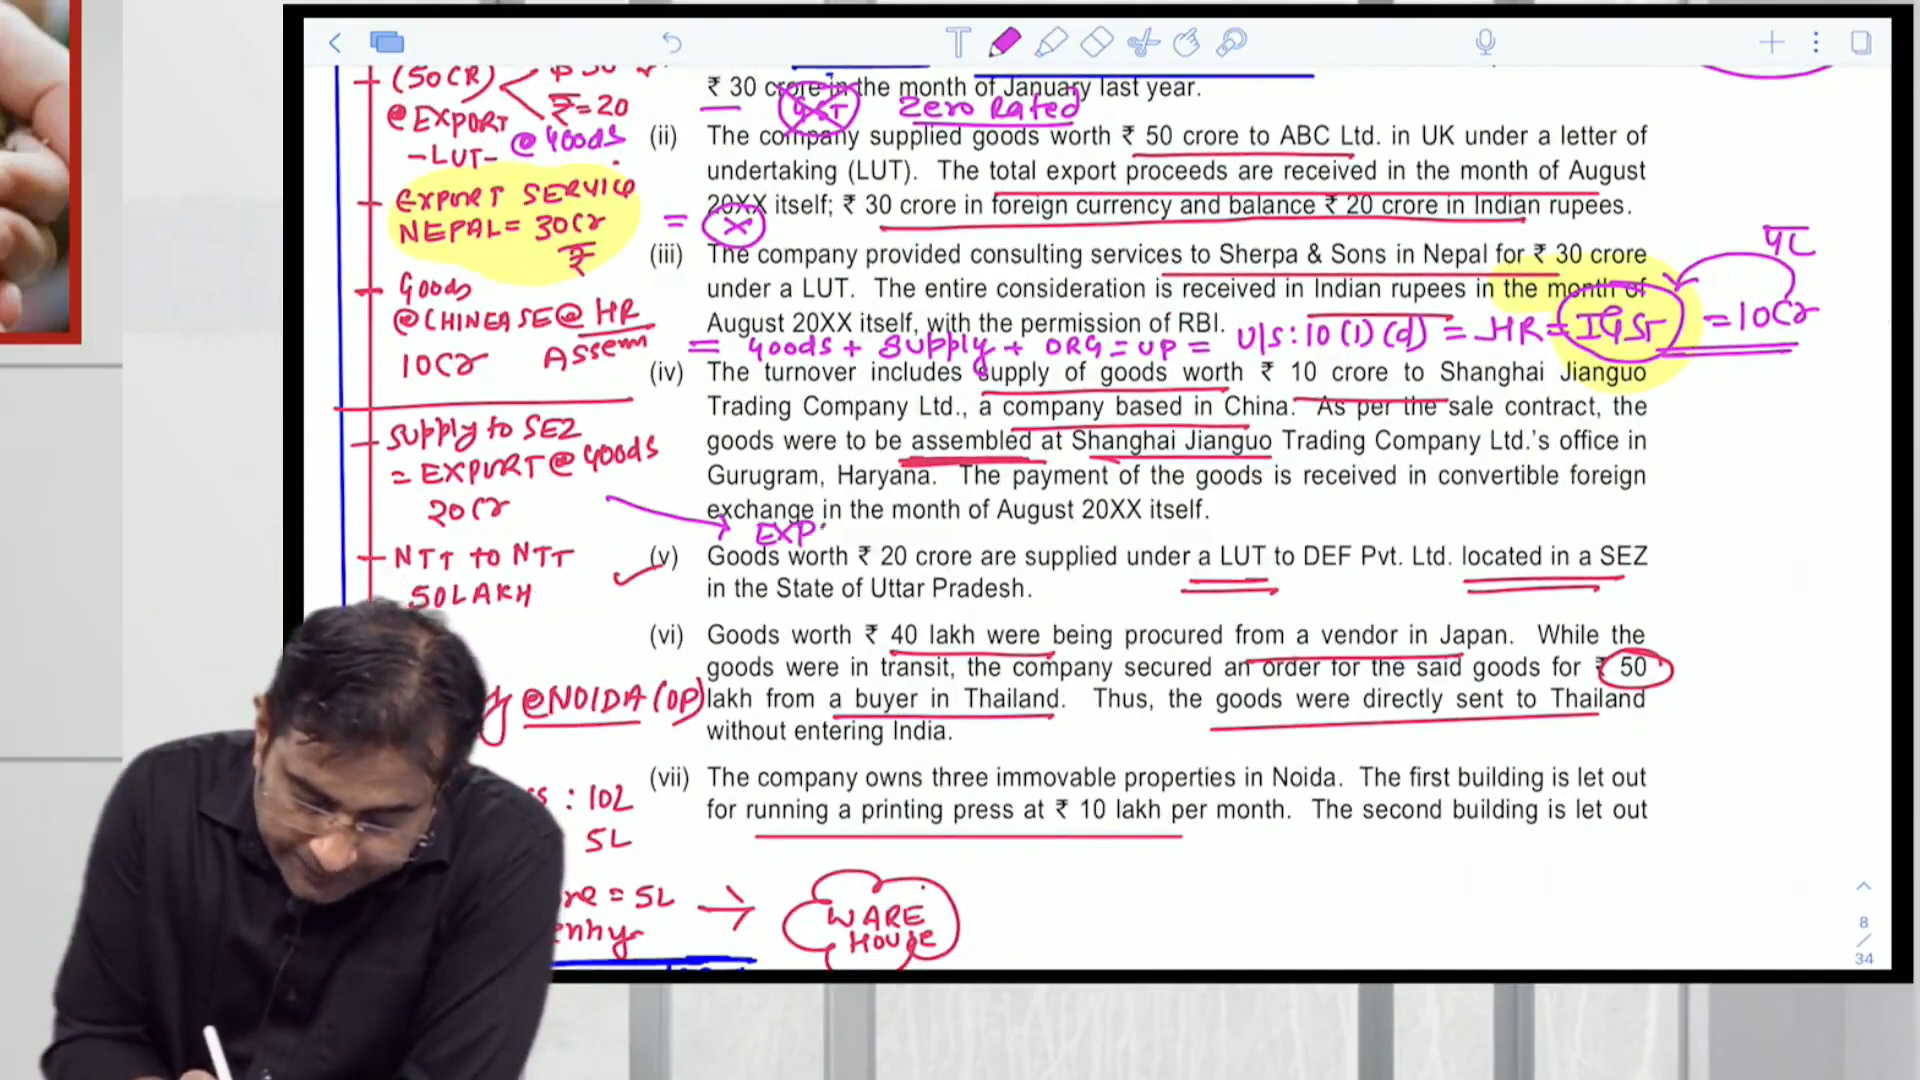 (50CR)
₹=20
@EXPORT
-LUT-
@GOODS
EXPORT SERVICE
NEPAL= 30Cr
₹
GOODS
@CHINEASE@ HR
10Cr Assem
Supply to SEZ
= EXPORT@GOODS
20Cr
NTT to NTT
50LAKH
@NOIDA (OP)
: 10L
5L
= 5L
₹ 30 crore in the month of January last year.
GST Zero Rated
(ii) The company supplied goods worth ₹ 50 crore to ABC Ltd. in UK under a letter of
undertaking (LUT). The total export proceeds are received in the month of August
20XX itself; ₹ 30 crore in foreign currency and balance ₹ 20 crore in Indian rupees.
= X
(iii) The company provided consulting services to Sherpa & Sons in Nepal for ₹ 30 crore
under a LUT. The entire consideration is received in Indian rupees in the month of
August 20XX itself, with the permission of RBI.
= GOODS + Supply + ORG = UP = U/s: 10(1)(d) = HR = IGST = 10Cr
(iv) The turnover includes supply of goods worth ₹ 10 crore to Shanghai Jianguo
Trading Company Ltd., a company based in China. As per the sale contract, the
goods were to be assembled at Shanghai Jianguo Trading Company Ltd.'s office in
Gurugram, Haryana. The payment of the goods is received in convertible foreign
exchange in the month of August 20XX itself.
EXP
(v) Goods worth ₹ 20 crore are supplied under a LUT to DEF Pvt. Ltd. located in a SEZ
in the State of Uttar Pradesh.
(vi) Goods worth ₹ 40 lakh were being procured from a vendor in Japan. While the
goods were in transit, the company secured an order for the said goods for ₹ 50
lakh from a buyer in Thailand. Thus, the goods were directly sent to Thailand
without entering India.
(vii) The company owns three immovable properties in Noida. The first building is let out
for running a printing press at ₹ 10 lakh per month. The second building is let out
WARE
HOUSE
8
/
34